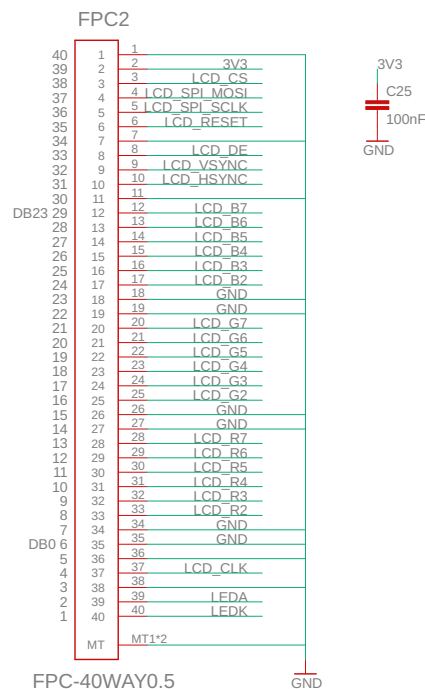 FPC2
40 1 1
39 2 2 3V3
38 3 3 LCD_CS
37 4 4 LCD_SPI_MOSI
36 5 5 LCD_SPI_SCLK
35 6 6 LCD_RESET
34 7 7
33 8 8 LCD_DE
32 9 9 LCD_VSYNC
31 10 10 LCD_HSYNC
30 11 11
DB23 29 12 12 LCD_B7
28 13 13 LCD_B6
27 14 14 LCD_B5
26 15 15 LCD_B4
25 16 16 LCD_B3
24 17 17 LCD_B2
23 18 18 GND
22 19 19 GND
21 20 20 LCD_G7
20 21 21 LCD_G6
19 22 22 LCD_G5
18 23 23 LCD_G4
17 24 24 LCD_G3
16 25 25 LCD_G2
15 26 26 GND
14 27 27 GND
13 28 28 LCD_R7
12 29 29 LCD_R6
11 30 30 LCD_R5
10 31 31 LCD_R4
9 32 32 LCD_R3
8 33 33 LCD_R2
7 34 34 GND
DB0 6 35 35 GND
5 36 36
4 37 37 LCD_CLK
3 38 38
2 39 39 LEDA
1 40 40 LEDK
MT MT1*2
FPC-40WAY0.5
GND
3V3
C25
100nF
GND